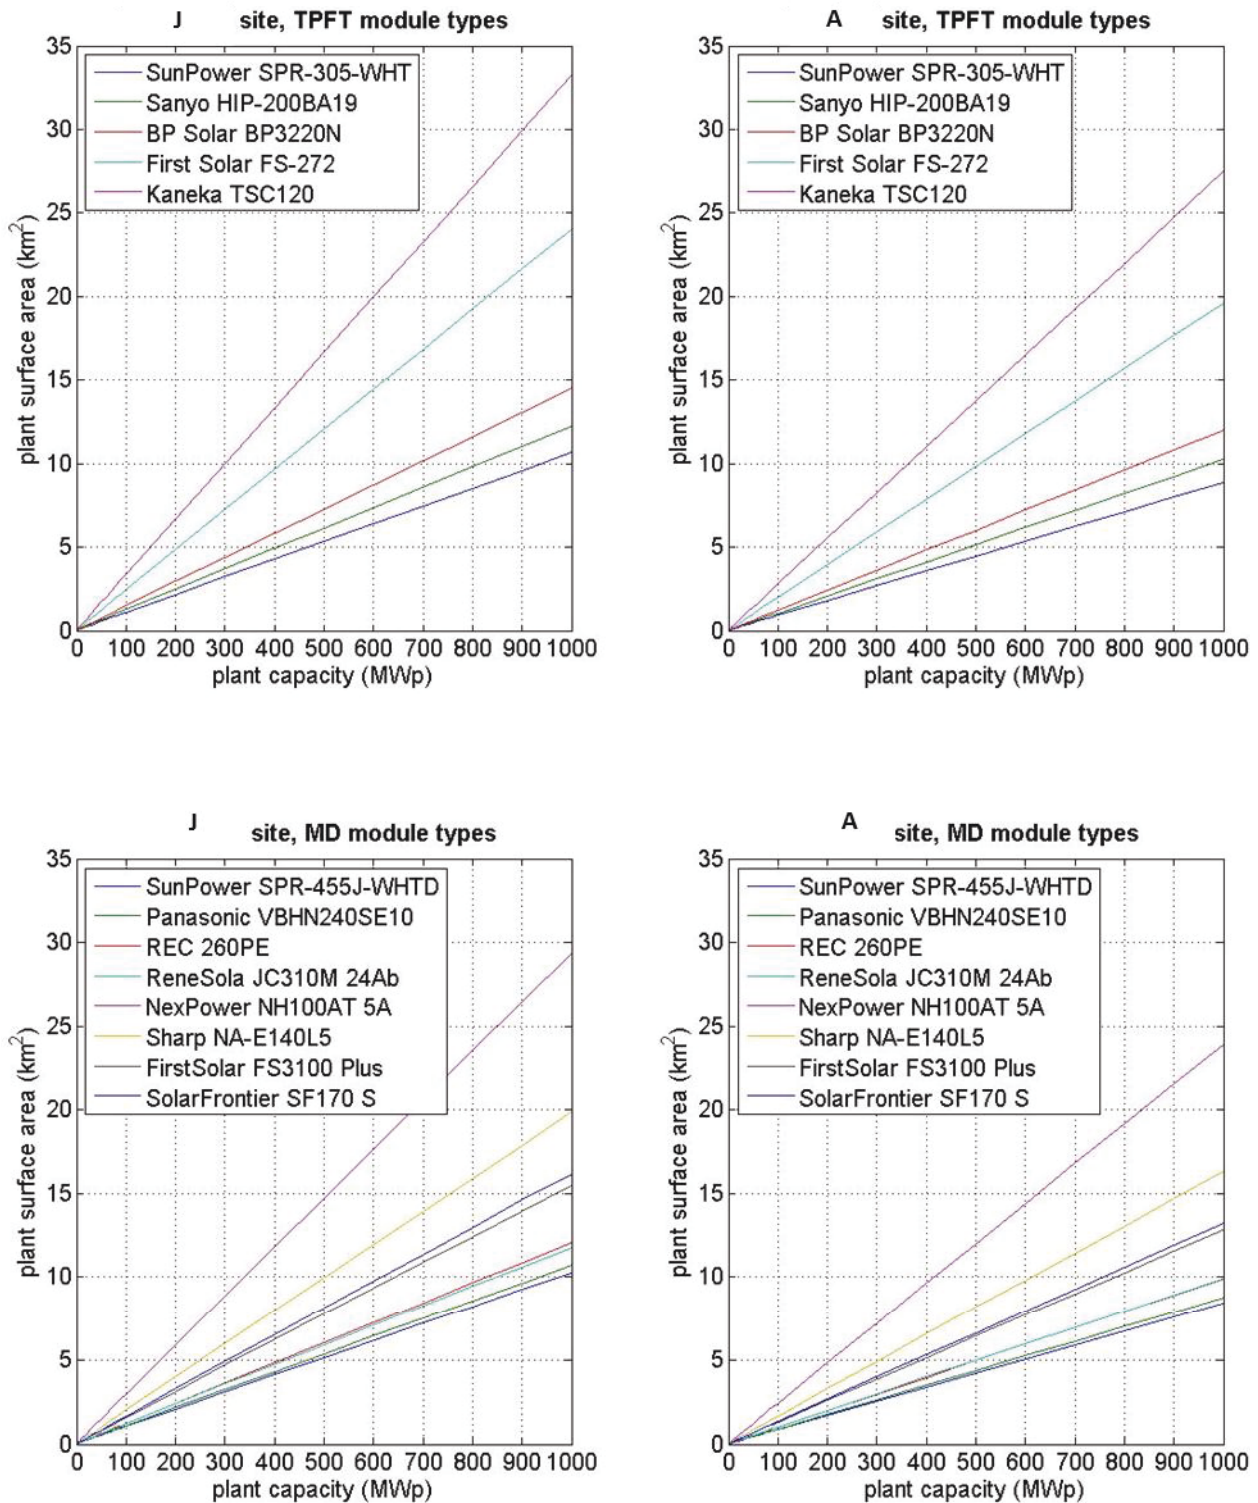 J site, TPFT module types
35
30
25
20
15
10
5
0
plant surface area (km2)
SunPower SPR-305-WHT
Sanyo HIP-200BA19
BP Solar BP3220N
First Solar FS-272
Kaneka TSC120
0 100 200 300 400 500 600 700 800 900 1000
plant capacity (MWp)
A site, TPFT module types
35
30
25
20
15
10
5
0
plant surface area (km2)
SunPower SPR-305-WHT
Sanyo HIP-200BA19
BP Solar BP3220N
First Solar FS-272
Kaneka TSC120
0 100 200 300 400 500 600 700 800 900 1000
plant capacity (MWp)
J site, MD module types
35
30
25
20
15
10
5
0
plant surface area (km2)
SunPower SPR-455J-WHTD
Panasonic VBHN240SE10
REC 260PE
ReneSola JC310M 24Ab
NexPower NH100AT 5A
Sharp NA-E140L5
FirstSolar FS3100 Plus
SolarFrontier SF170 S
0 100 200 300 400 500 600 700 800 900 1000
plant capacity (MWp)
A site, MD module types
35
30
25
20
15
10
5
0
plant surface area (km2)
SunPower SPR-455J-WHTD
Panasonic VBHN240SE10
REC 260PE
ReneSola JC310M 24Ab
NexPower NH100AT 5A
Sharp NA-E140L5
FirstSolar FS3100 Plus
SolarFrontier SF170 S
0 100 200 300 400 500 600 700 800 900 1000
plant capacity (MWp)